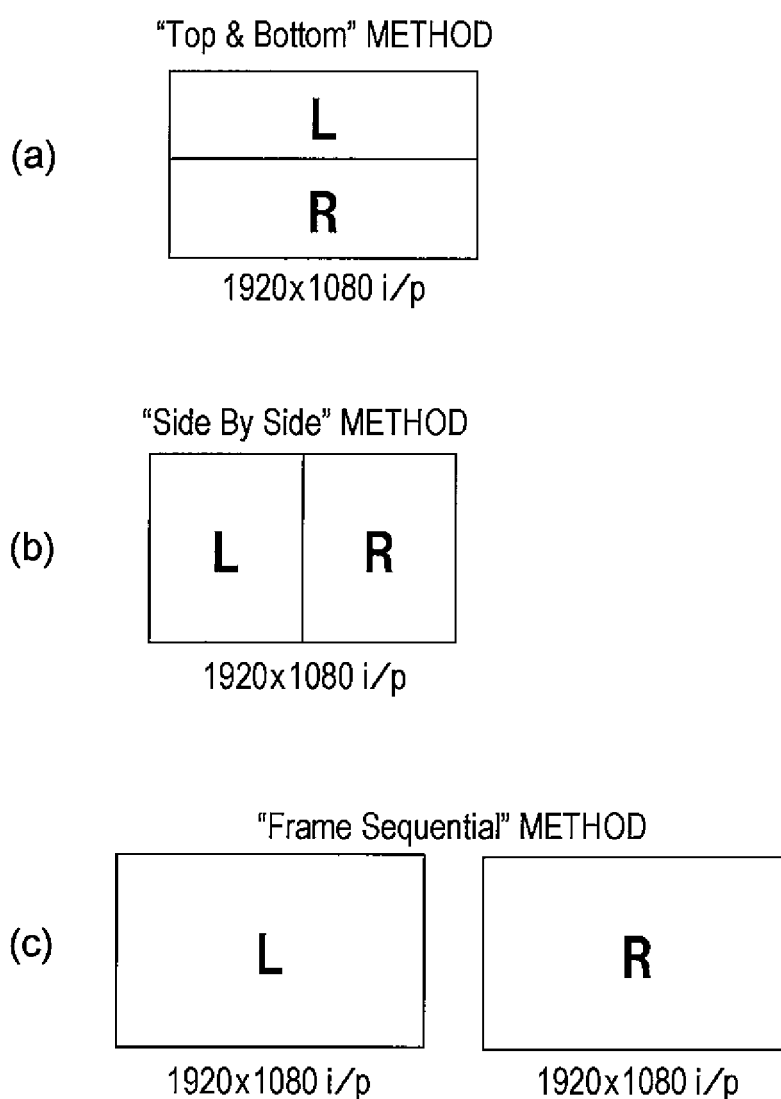 “Top & Bottom” METHOD
(a)
L
R
1920x1080 i/p
“Side By Side” METHOD
(b)
L
R
1920x1080 i/p
“Frame Sequential” METHOD
(c)
L
R
1920x1080 i/p
1920x1080 i/p